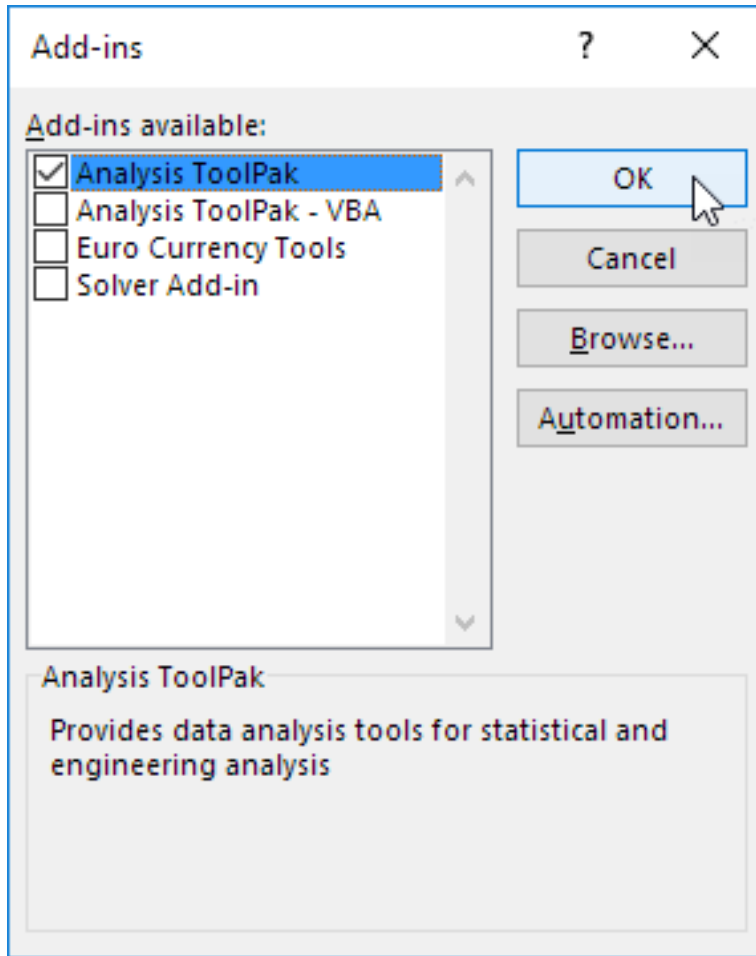 Add-ins
?
Add-ins available:
Analysis ToolPak
Analysis ToolPak - VBA
Euro Currency Tools
Solver Add-in
OK
Cancel
Browse...
Automation...
Analysis ToolPak
Provides data analysis tools for statistical and
engineering analysis